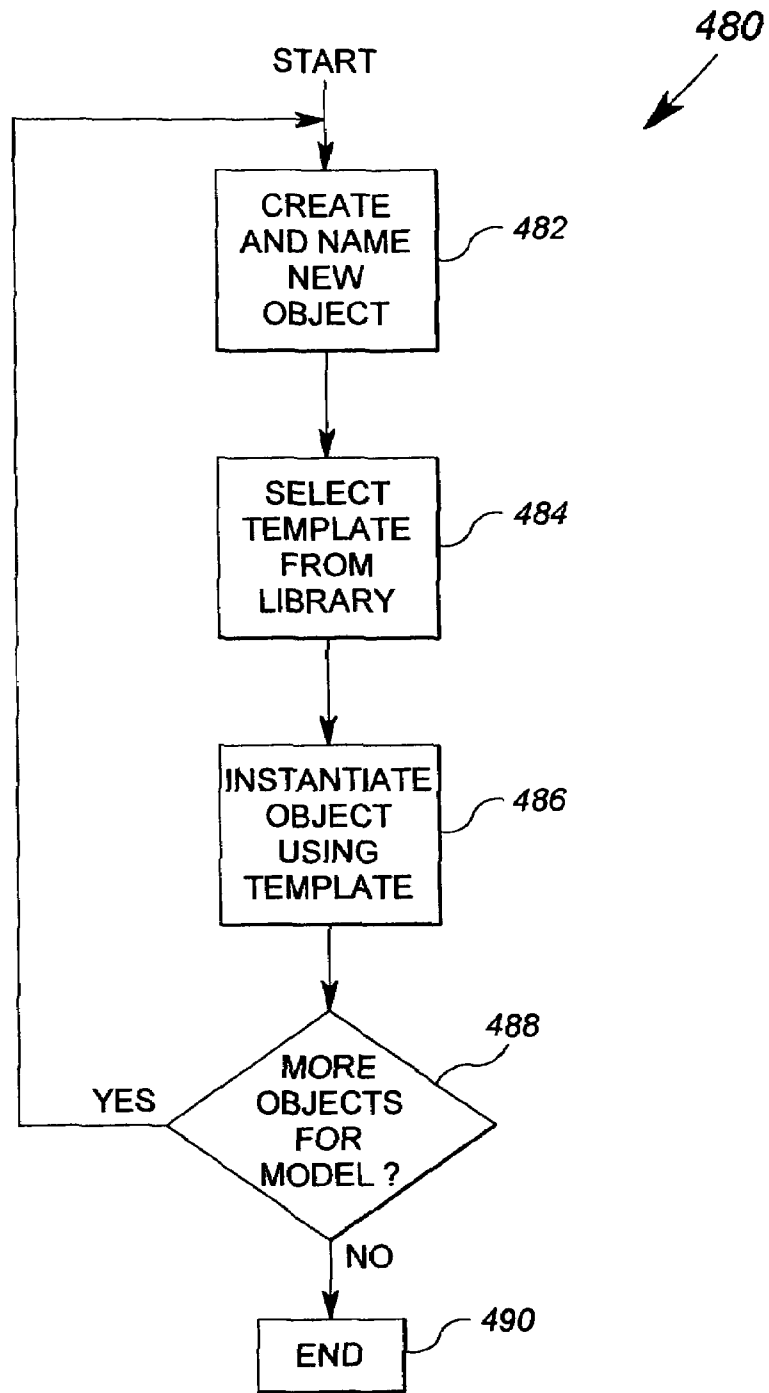 480
START
CREATE
AND NAME
NEW
OBJECT
482
SELECT
TEMPLATE
FROM
LIBRARY
484
INSTANTIATE
OBJECT
USING
TEMPLATE
486
488
MORE
OBJECTS
FOR
MODEL ?
YES
NO
END
490